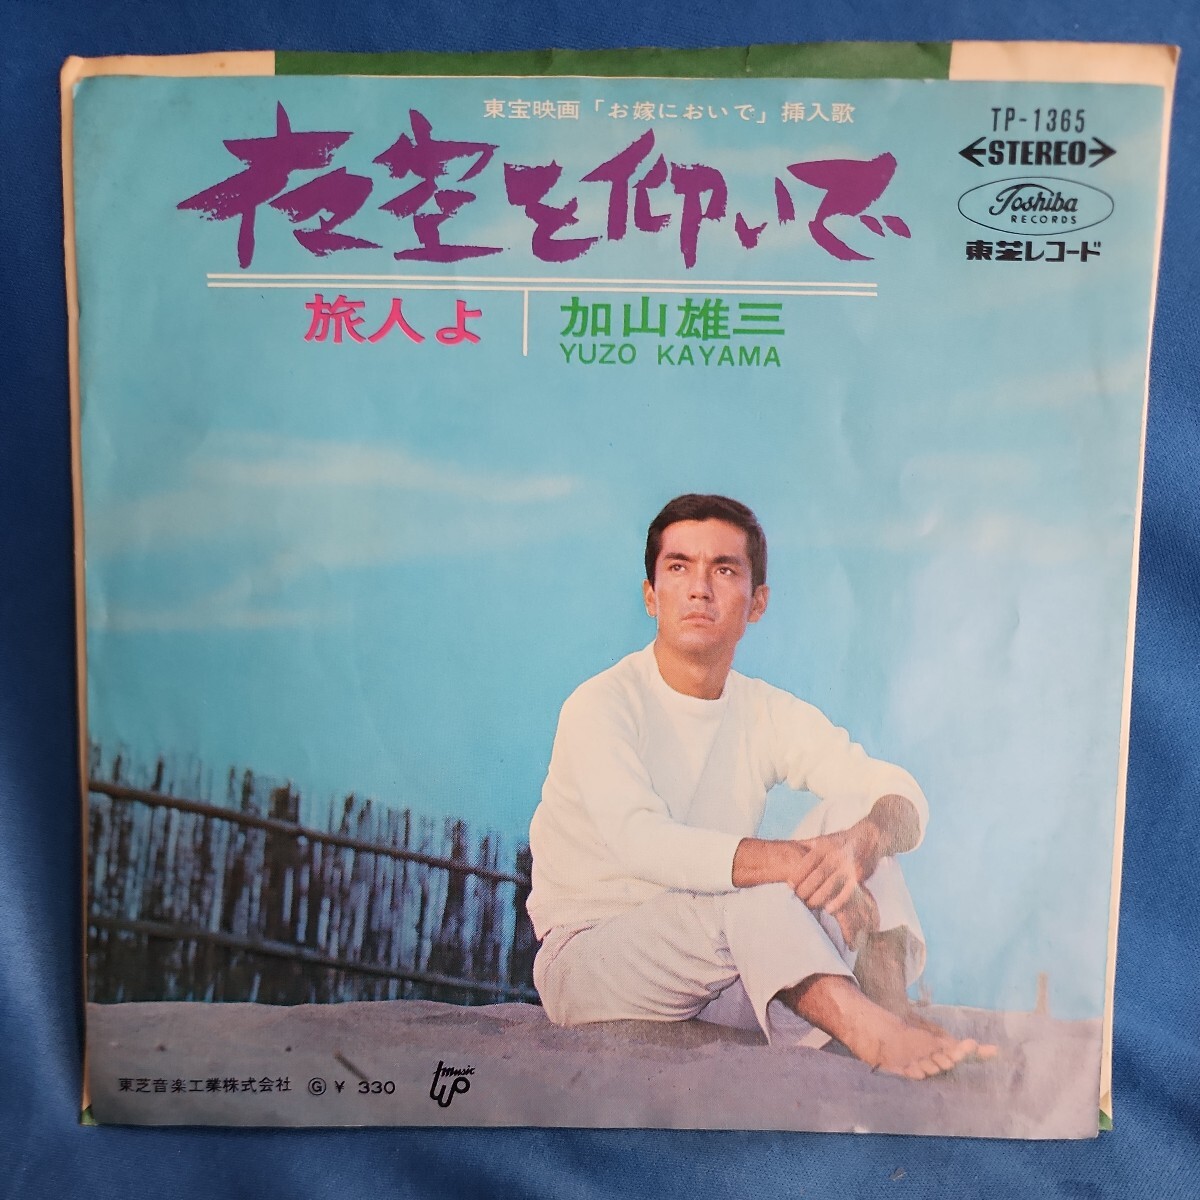 東宝映画「お嫁においで」挿入歌
夜空を仰いで
旅人よ
加山雄三
YUZO KAYAMA
TP-1365
STEREO
Toshiba
RECORDS
東芝レコード
東芝音楽工業株式会社 Ⓖ ¥ 330
music